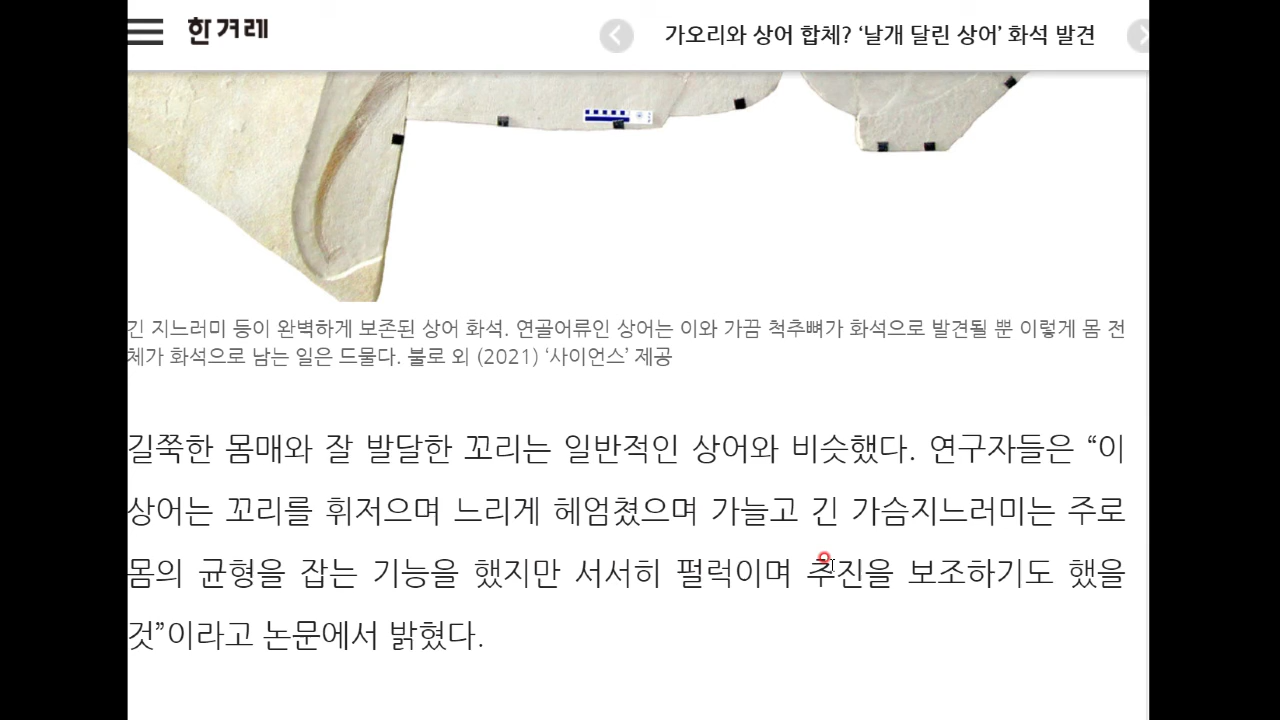 한겨레
가오리와 상어 합체? ‘날개 달린 상어’ 화석 발견
긴 지느러미 등이 완벽하게 보존된 상어 화석. 연골어류인 상어는 이와 가끔 척추뼈가 화석으로 발견될 뿐 이렇게 몸 전
체가 화석으로 남는 일은 드물다. 불로 외 (2021) ‘사이언스’ 제공
길쭉한 몸매와 잘 발달한 꼬리는 일반적인 상어와 비슷했다. 연구자들은 “이
상어는 꼬리를 휘저으며 느리게 헤엄쳤으며 가늘고 긴 가슴지느러미는 주로
몸의 균형을 잡는 기능을 했지만 서서히 펄럭이며 추진을 보조하기도 했을
것”이라고 논문에서 밝혔다.